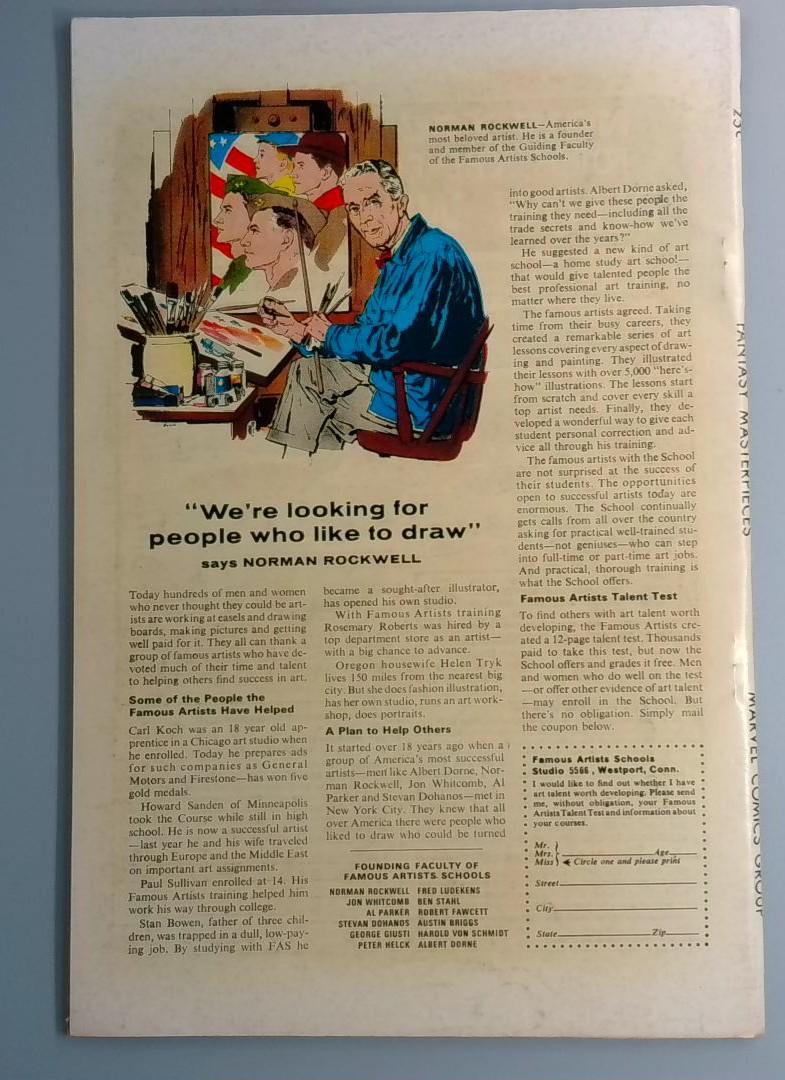 NORMAN ROCKWELL—America's
most beloved artist. He is a founder
and member of the Guiding Faculty
of the Famous Artists Schools.
"We're looking for
people who like to draw"
says NORMAN ROCKWELL
Today hundreds of men and women
who never thought they could be art-
ists are working at easels and drawing
boards, making pictures and getting
well paid for it. They all can thank a
group of famous artists who have de-
voted much of their time and talent
to helping others find success in art.
Some of the People the
Famous Artists Have Helped
Carl Koch was an 18 year old ap-
prentice in a Chicago art studio when
he enrolled. Today he prepares ads
for such companies as General
Motors and Firestone—has won five
gold medals.
Howard Sanden of Minneapolis
took the Course while still in high
school. He is now a successful artist
—last year he and his wife traveled
through Europe and the Middle East
on important art assignments.
Paul Sullivan enrolled at 14. His
Famous Artists training helped him
work his way through college.
Stan Bowen, father of three chil-
dren, was trapped in a dull, low-pay-
ing job. By studying with FAS he
became a sought-after illustrator,
has opened his own studio.
With Famous Artists training
Rosemary Roberts was hired by a
top department store as an artist—
with a big chance to advance.
Oregon housewife Helen Tryk
lives 150 miles from the nearest big
city. But she does fashion illustration,
has her own studio, runs an art work-
shop, does portraits.
A Plan to Help Others
It started over 18 years ago when a
group of America's most successful
artists—men like Albert Dorne, Nor-
man Rockwell, Jon Whitcomb, Al
Parker and Stevan Dohanos—met in
New York City. They knew that all
over America there were people who
liked to draw who could be turned
FOUNDING FACULTY OF
FAMOUS ARTISTS SCHOOLS
NORMAN ROCKWELL FRED LUDEKENS
JON WHITCOMB BEN STAHL
AL PARKER ROBERT FAWCETT
STEVAN DOHANOS AUSTIN BRIGGS
GEORGE GIUSTI HAROLD VON SCHMIDT
PETER HELCK ALBERT DORNE
into good artists. Albert Dorne asked,
"Why can't we give these people the
training they need—including all the
trade secrets and know-how we've
learned over the years?"
He suggested a new kind of art
school—a home study art school—
that would give talented people the
best professional art training, no
matter where they live.
The famous artists agreed. Taking
time from their busy careers, they
created a remarkable series of art
lessons covering every aspect of draw-
ing and painting. They illustrated
their lessons with over 5,000 "here's-
how" illustrations. The lessons start
from scratch and cover every skill a
top artist needs. Finally, they de-
veloped a wonderful way to give each
student personal correction and ad-
vice all through his training.
The famous artists with the School
are not surprised at the success of
their students. The opportunities
open to successful artists today are
enormous. The School continually
gets calls from all over the country
asking for practical well-trained stu-
dents—not geniuses—who can step
into full-time or part-time art jobs.
And practical, thorough training is
what the School offers.
Famous Artists Talent Test
To find others with art talent worth
developing, the Famous Artists cre-
ated a 12-page talent test. Thousands
paid to take this test, but now the
School offers and grades it free. Men
and women who do well on the test
—or offer other evidence of art talent
—may enroll in the School. But
there's no obligation. Simply mail
the coupon below.
Famous Artists Schools
Studio 5566, Westport, Conn.
I would like to find out whether I have
art talent worth developing. Please send
me, without obligation, your Famous
Artists Talent Test and information about
your courses.
Mr.
Mrs. Age
Miss Circle one and please print
Street
City
State Zip
25¢
FANTASY MASTERPIECES
MARVEL COMICS GROUP